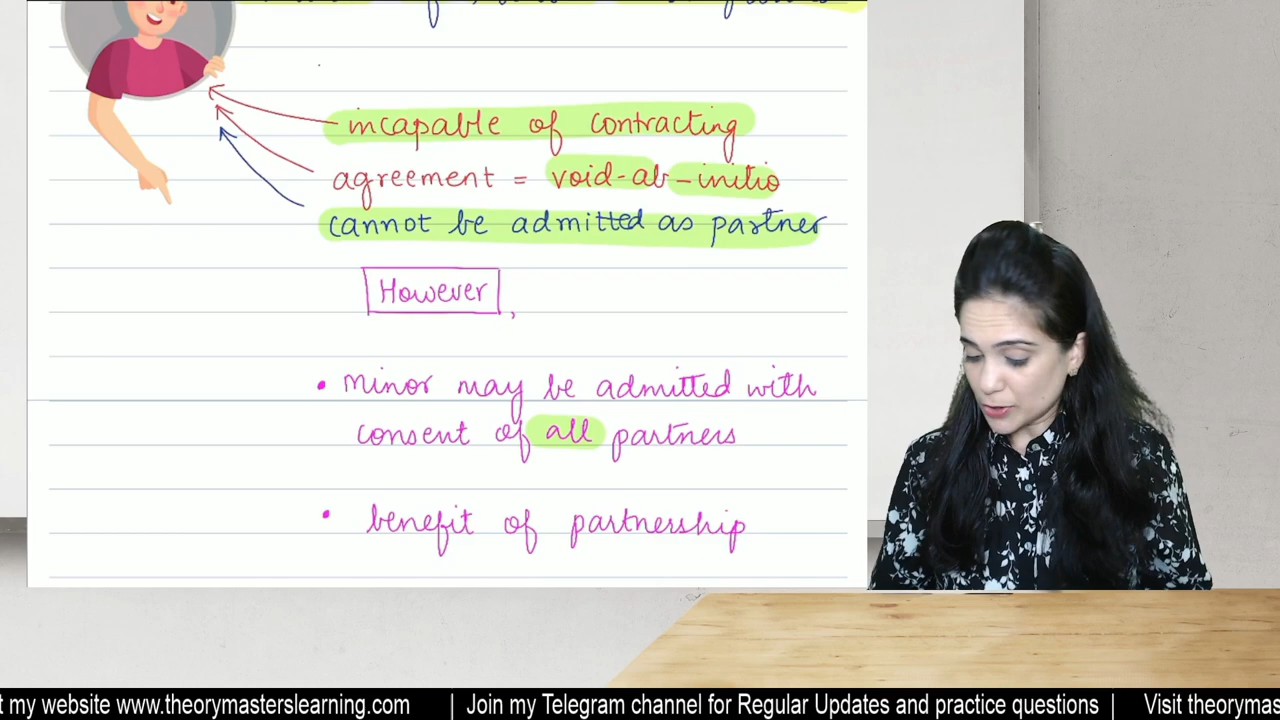 incapable of contracting
agreement = void-ab-initio
cannot be admitted as partner
However,
• minor may be admitted with
consent of all partners
• benefit of partnership
t my website www.theorymasterslearning.com | Join my Telegram channel for Regular Updates and practice questions | Visit theorymas